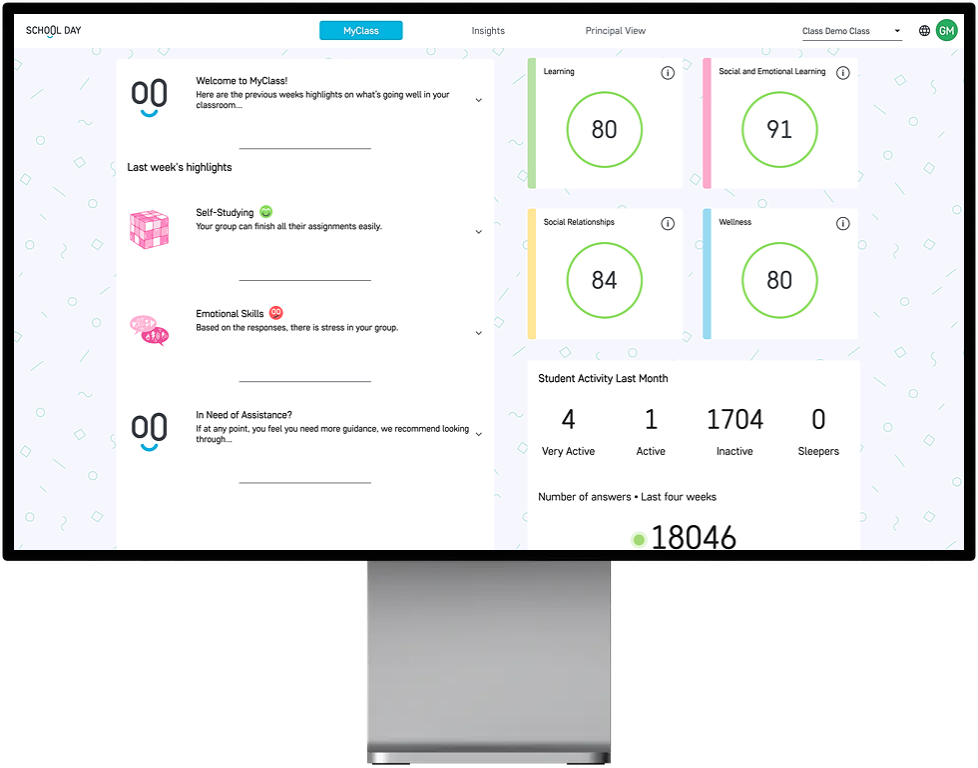 SCHOOL DAY
MyClass
Insights
Principal View
Class Demo Class
GM
Welcome to MyClass!
Here are the previous weeks highlights on what's going well in your
classroom...
Last week's highlights
Self-Studying
Your group can finish all their assignments easily.
Emotional Skills
Based on the responses, there is stress in your group.
In Need of Assistance?
If at any point, you feel you need more guidance, we recommend looking
through...
Learning
80
Social and Emotional Learning
91
Social Relationships
84
Wellness
80
Student Activity Last Month
4
1
1704
0
Very Active
Active
Inactive
Sleepers
Number of answers • Last four weeks
18046